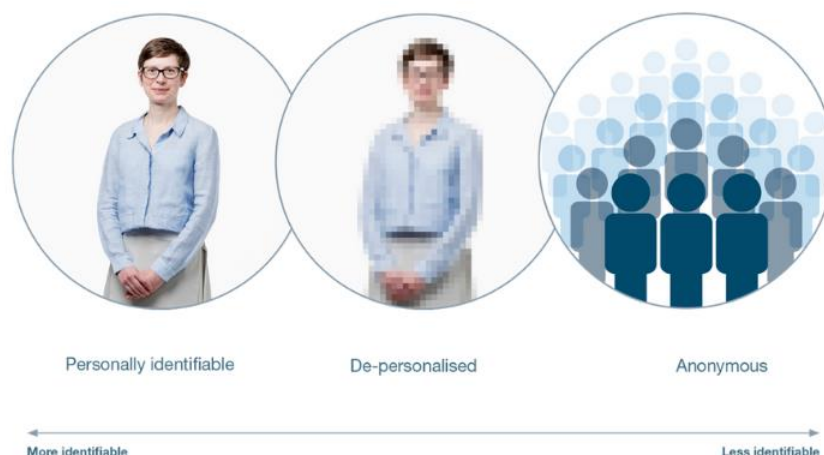 Personally identifiable
De-personalised
Anonymous
More identifiable
Less identifiable